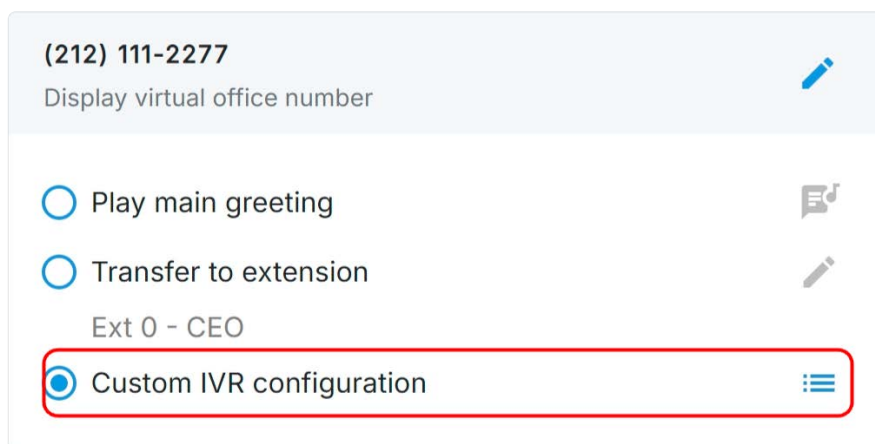 (212) 111-2277
Display virtual office number
Play main greeting
Transfer to extension
Ext 0 - CEO
Custom IVR configuration